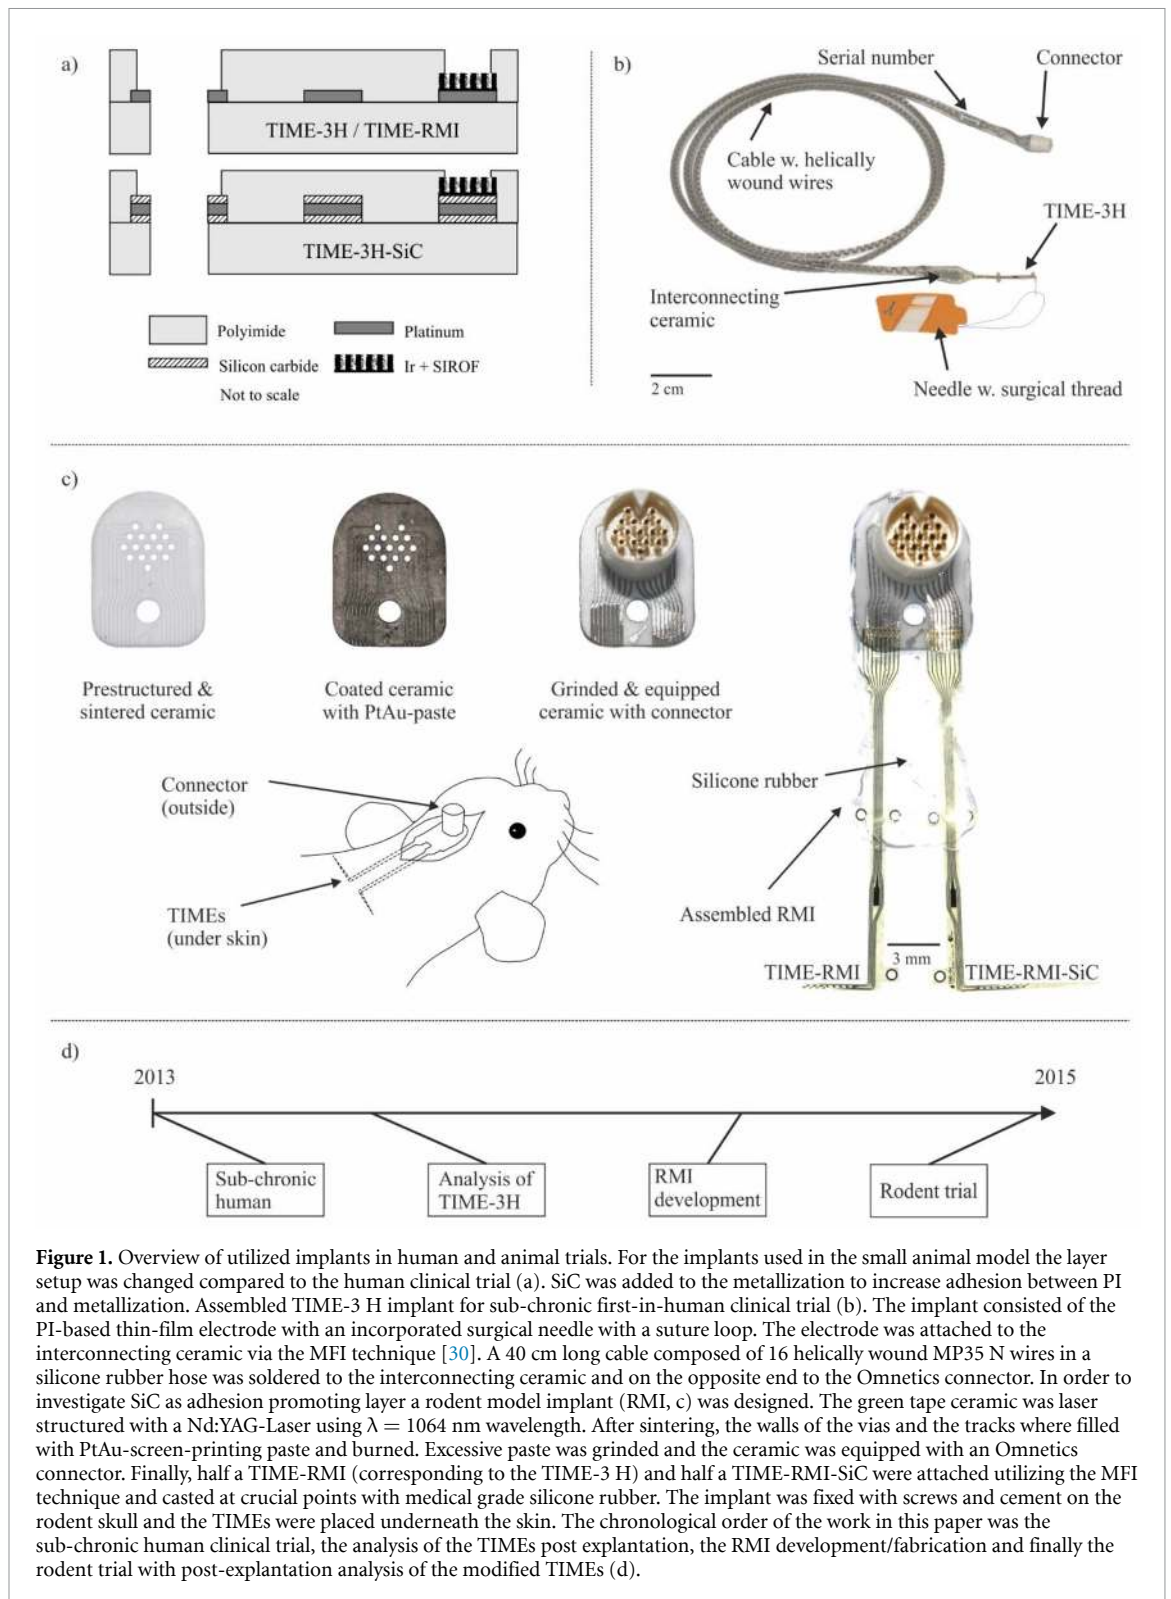 a)
TIME-3H / TIME-RMI
TIME-3H-SiC
Polyimide
Platinum
Silicon carbide
Ir + SIROF
Not to scale
b)
Serial number
Connector
Cable w. helically
wound wires
TIME-3H
Interconnecting
ceramic
2 cm
Needle w. surgical thread
c)
Prestructured &
sintered ceramic
Coated ceramic
with PtAu-paste
Grinded & equipped
ceramic with connector
Connector
(outside)
TIMEs
(under skin)
Silicone rubber
Assembled RMI
3 mm
TIME-RMI
TIME-RMI-SiC
d)
2013
2015
Sub-chronic
human
Analysis of
TIME-3H
RMI
development
Rodent trial
Figure 1. Overview of utilized implants in human and animal trials. For the implants used in the small animal model the layer
setup was changed compared to the human clinical trial (a). SiC was added to the metallization to increase adhesion between PI
and metallization. Assembled TIME-3 H implant for sub-chronic first-in-human clinical trial (b). The implant consisted of the
PI-based thin-film electrode with an incorporated surgical needle with a suture loop. The electrode was attached to the
interconnecting ceramic via the MFI technique [30]. A 40 cm long cable composed of 16 helically wound MP35 N wires in a
silicone rubber hose was soldered to the interconnecting ceramic and on the opposite end to the Omnetics connector. In order to
investigate SiC as adhesion promoting layer a rodent model implant (RMI, c) was designed. The green tape ceramic was laser
structured with a Nd:YAG-Laser using λ = 1064 nm wavelength. After sintering, the walls of the vias and the tracks where filled
with PtAu-screen-printing paste and burned. Excessive paste was grinded and the ceramic was equipped with an Omnetics
connector. Finally, half a TIME-RMI (corresponding to the TIME-3 H) and half a TIME-RMI-SiC were attached utilizing the MFI
technique and casted at crucial points with medical grade silicone rubber. The implant was fixed with screws and cement on the
rodent skull and the TIMEs were placed underneath the skin. The chronological order of the work in this paper was the
sub-chronic human clinical trial, the analysis of the TIMEs post explantation, the RMI development/fabrication and finally the
rodent trial with post-explantation analysis of the modified TIMEs (d).